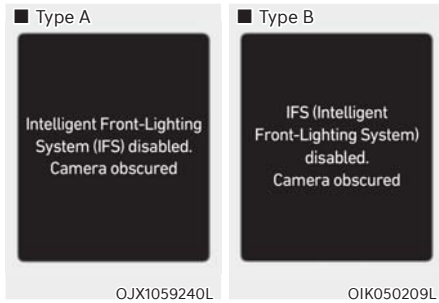 ■ Type A
Intelligent Front-Lighting
System (IFS) disabled.
Camera obscured
OJX1059240L
■ Type B
IFS (Intelligent
Front-Lighting System)
disabled.
Camera obscured
OIK050209L